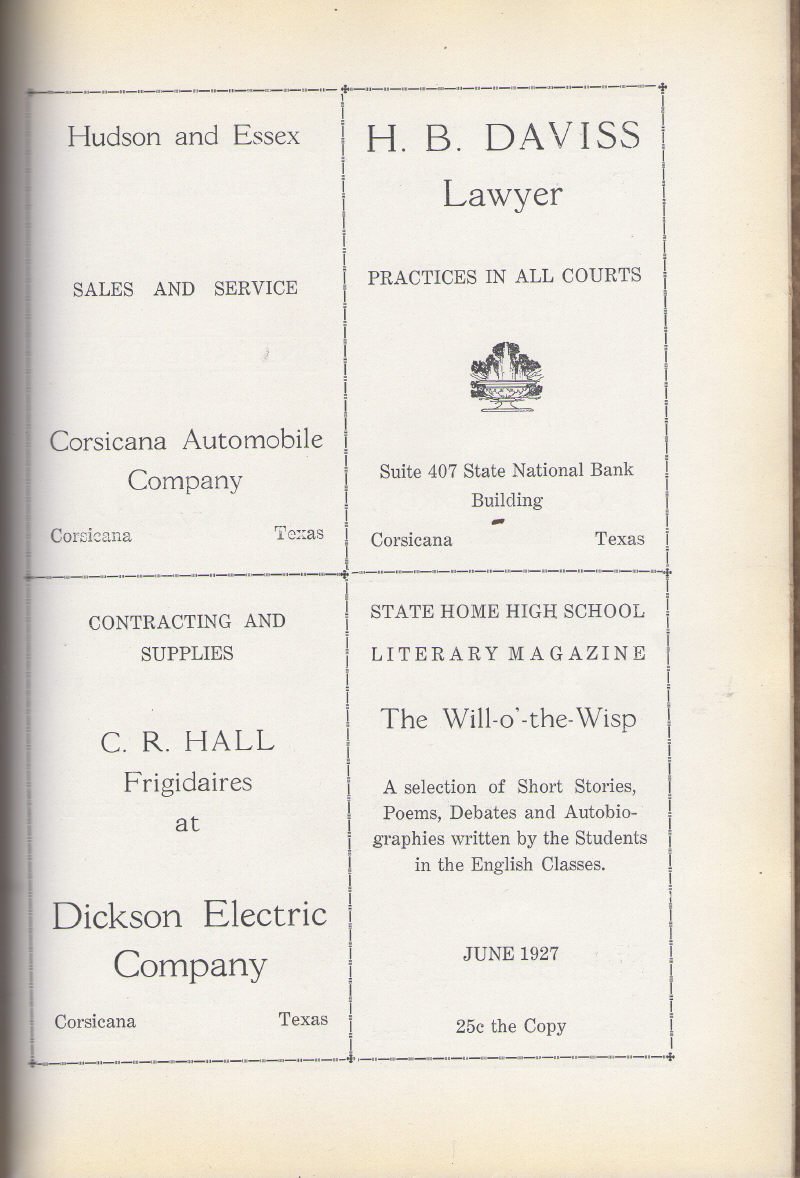 Hudson and Essex
SALES AND SERVICE
Corsicana Automobile
Company
Corsicana Texas
H. B. DAVISS
Lawyer
PRACTICES IN ALL COURTS
Suite 407 State National Bank
Building
Corsicana Texas
CONTRACTING AND
SUPPLIES
C. R. HALL
Frigidaires
at
Dickson Electric
Company
Corsicana Texas
STATE HOME HIGH SCHOOL
LITERARY MAGAZINE
The Will-o'-the-Wisp
A selection of Short Stories,
Poems, Debates and Autobio-
graphies written by the Students
in the English Classes.
JUNE 1927
25c the Copy